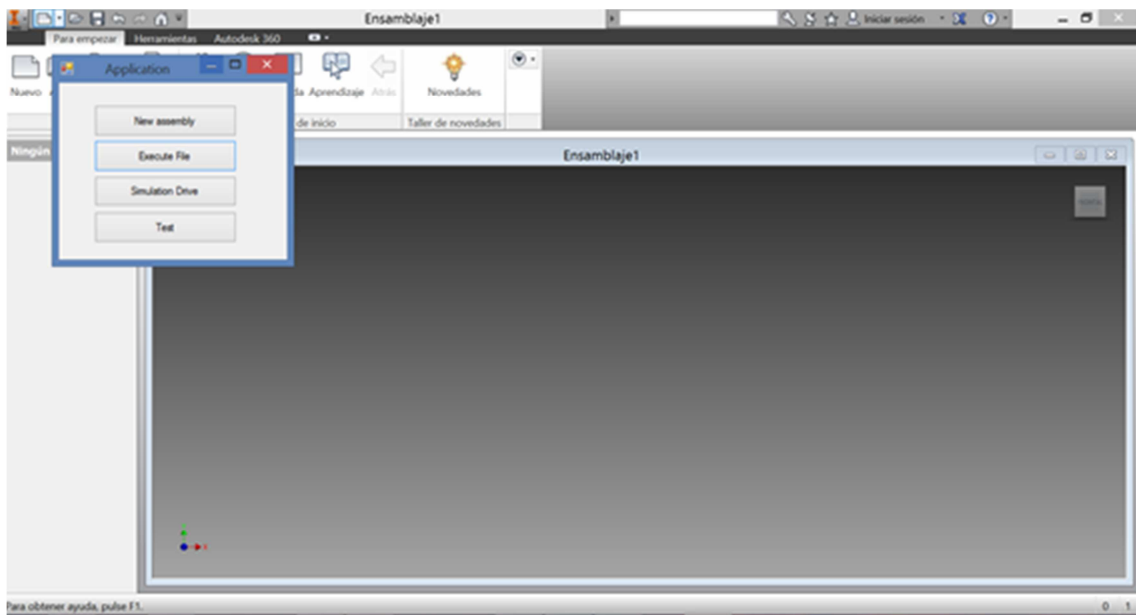 Ensamblaje1
Iniciar sesión
Para empezar Herramientas Autodesk 360
Application
Nuevo
Aprendizaje Atrás Novedades
New assembly
de inicio Taller de novedades
Execute File
Ningún
Ensamblaje1
Simulation Drive
Test
Para obtener ayuda, pulse F1.
0 1